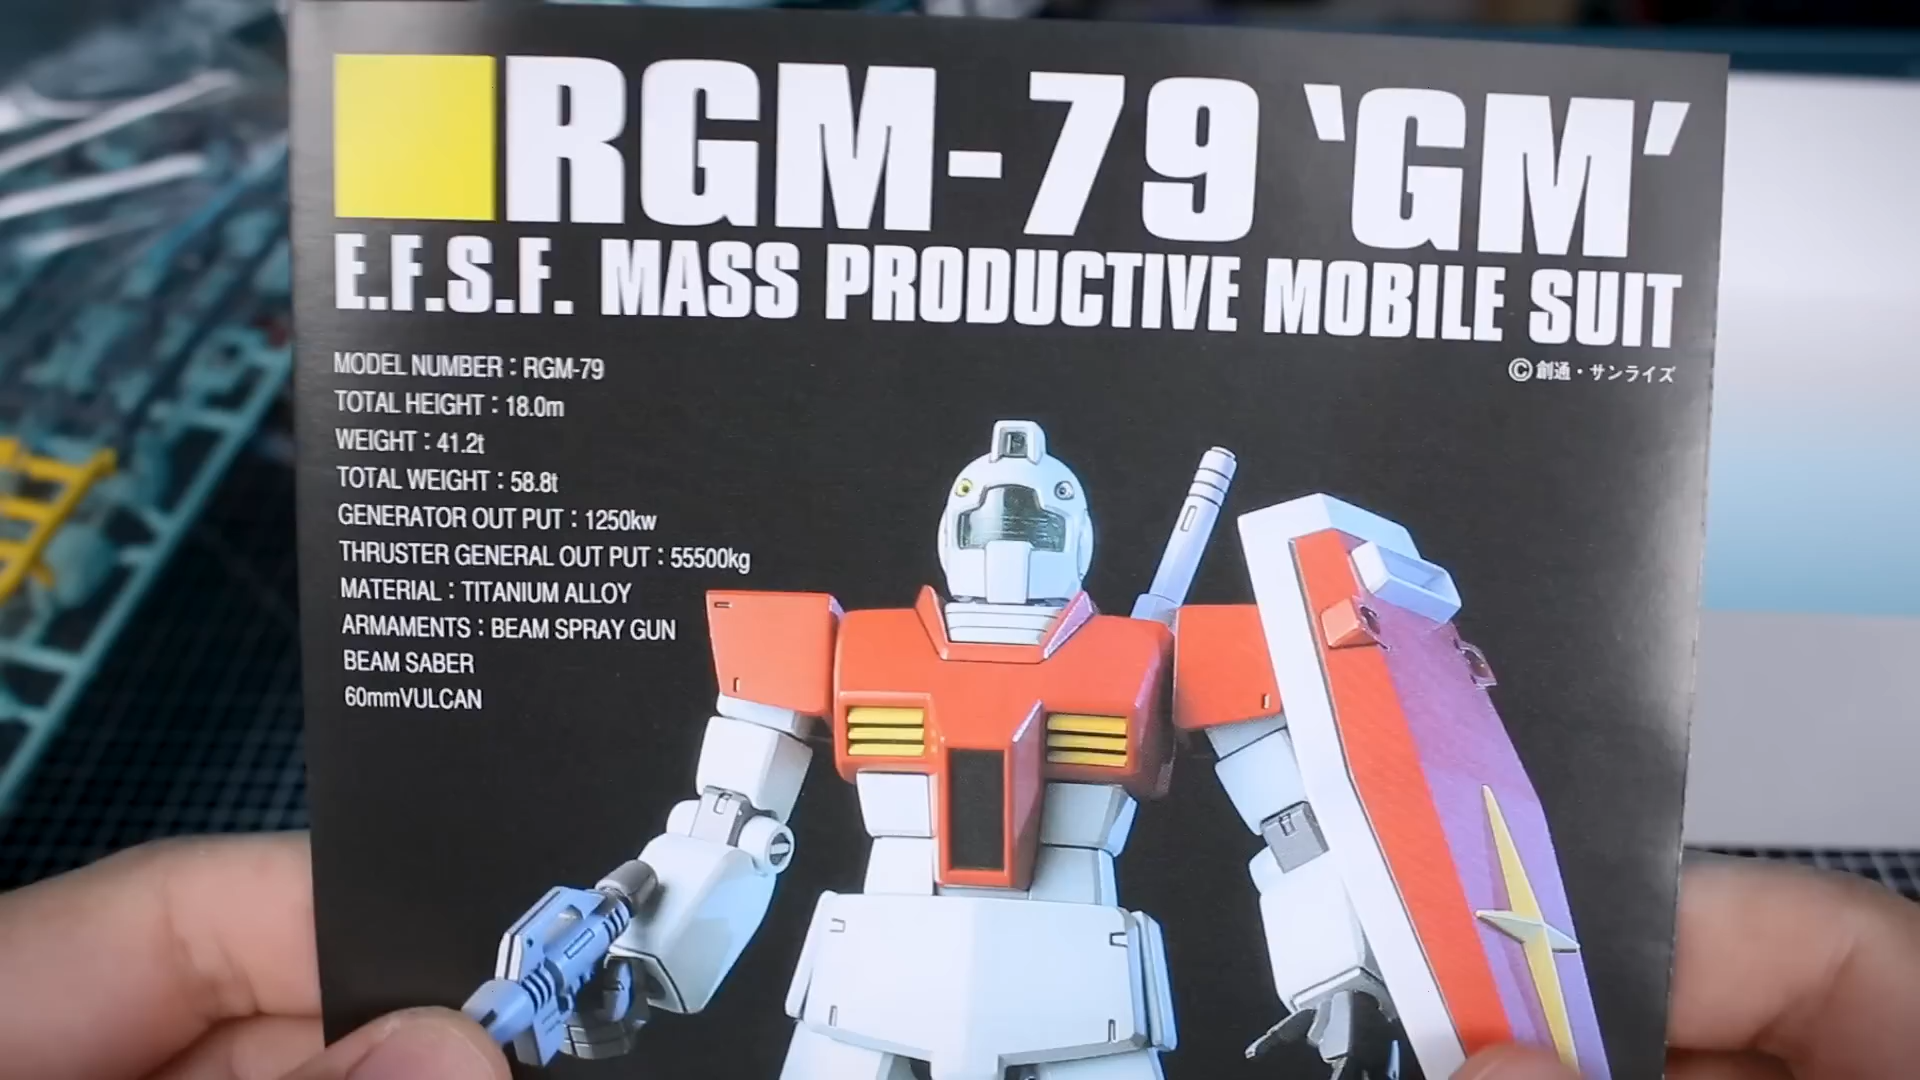 RGM-79 ‵GM′
E.F.S.F. MASS PRODUCTIVE MOBILE SUIT
©創通・サンライズ
MODEL NUMBER：RGM-79
TOTAL HEIGHT：18.0m
WEIGHT：41.2t
TOTAL WEIGHT：58.8t
GENERATOR OUT PUT：1250kw
THRUSTER GENERAL OUT PUT：55500kg
MATERIAL：TITANIUM ALLOY
ARMAMENTS：BEAM SPRAY GUN
BEAM SABER
60mmVULCAN